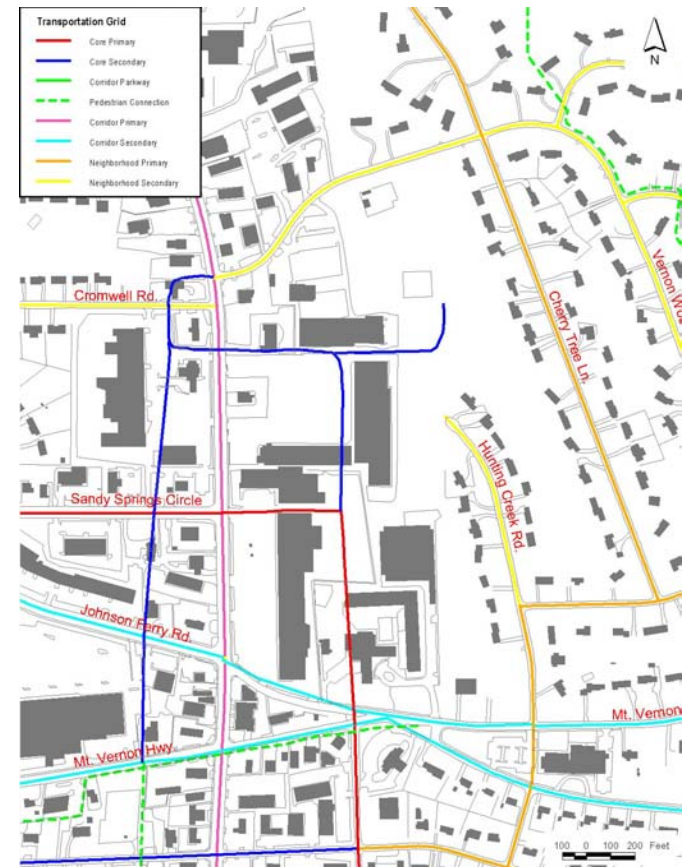 Transportation Grid
Core Primary
Core Secondary
Corridor Parkway
Pedestrian Connection
Corridor Primary
Corridor Secondary
Neighborhood Primary
Neighborhood Secondary
N
Cromwell Rd.
Cherry Tree Ln.
Vernon
Sandy Springs Circle
Hunting Creek Rd.
Johnson Ferry Rd.
Mt. Vernon
Mt. Vernon Hwy.
100 0 100 200 Feet